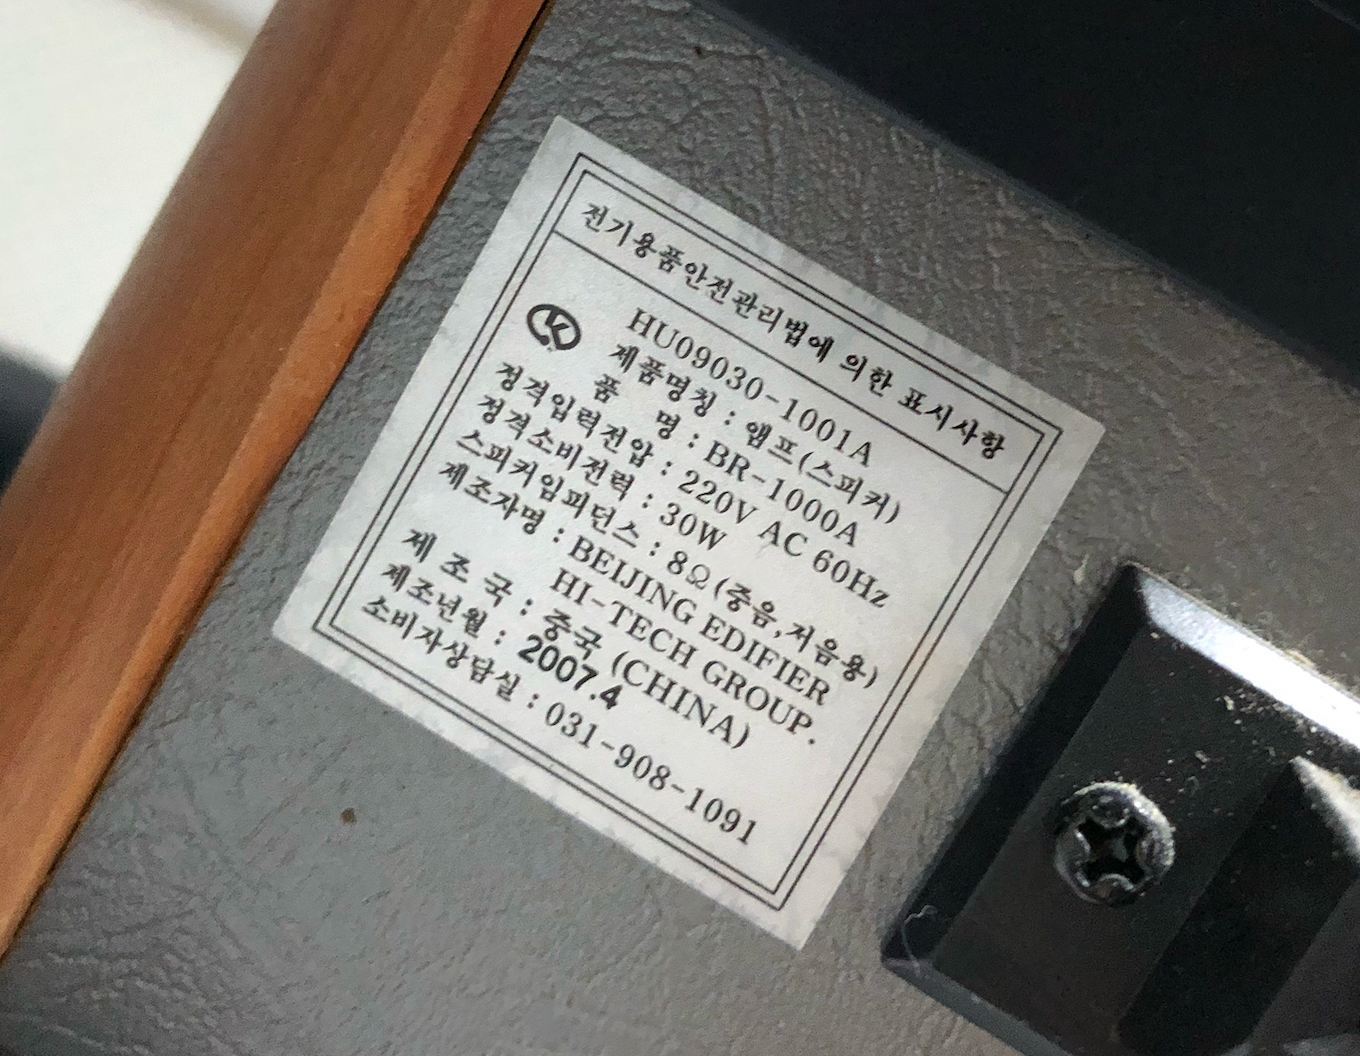 전기용품안전관리법에 의한 표시사항
HU09030-1001A
제품명칭 : 앰프(스피커)
품 명 : BR-1000A
정격입력전압 : 220V AC 60Hz
정격소비전력 : 30W
스피커임피던스 : 8Ω(중음,저음용)
제조자명 : BEIJING EDIFIER
HI-TECH GROUP.
제 조 국 : 중국 (CHINA)
제조년월 : 2007.4
소비자상담실 : 031-908-1091